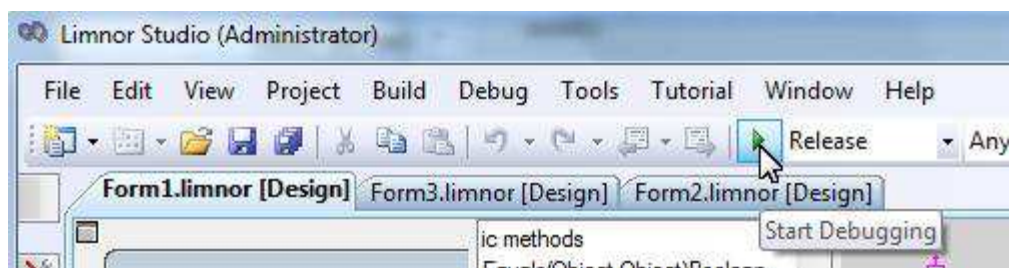 Limnor Studio (Administrator)
File Edit View Project Build Debug Tools Tutorial Window Help
Release Any
Form1.limnor [Design] Form3.limnor [Design] Form2.limnor [Design]
Start Debugging
ic methods